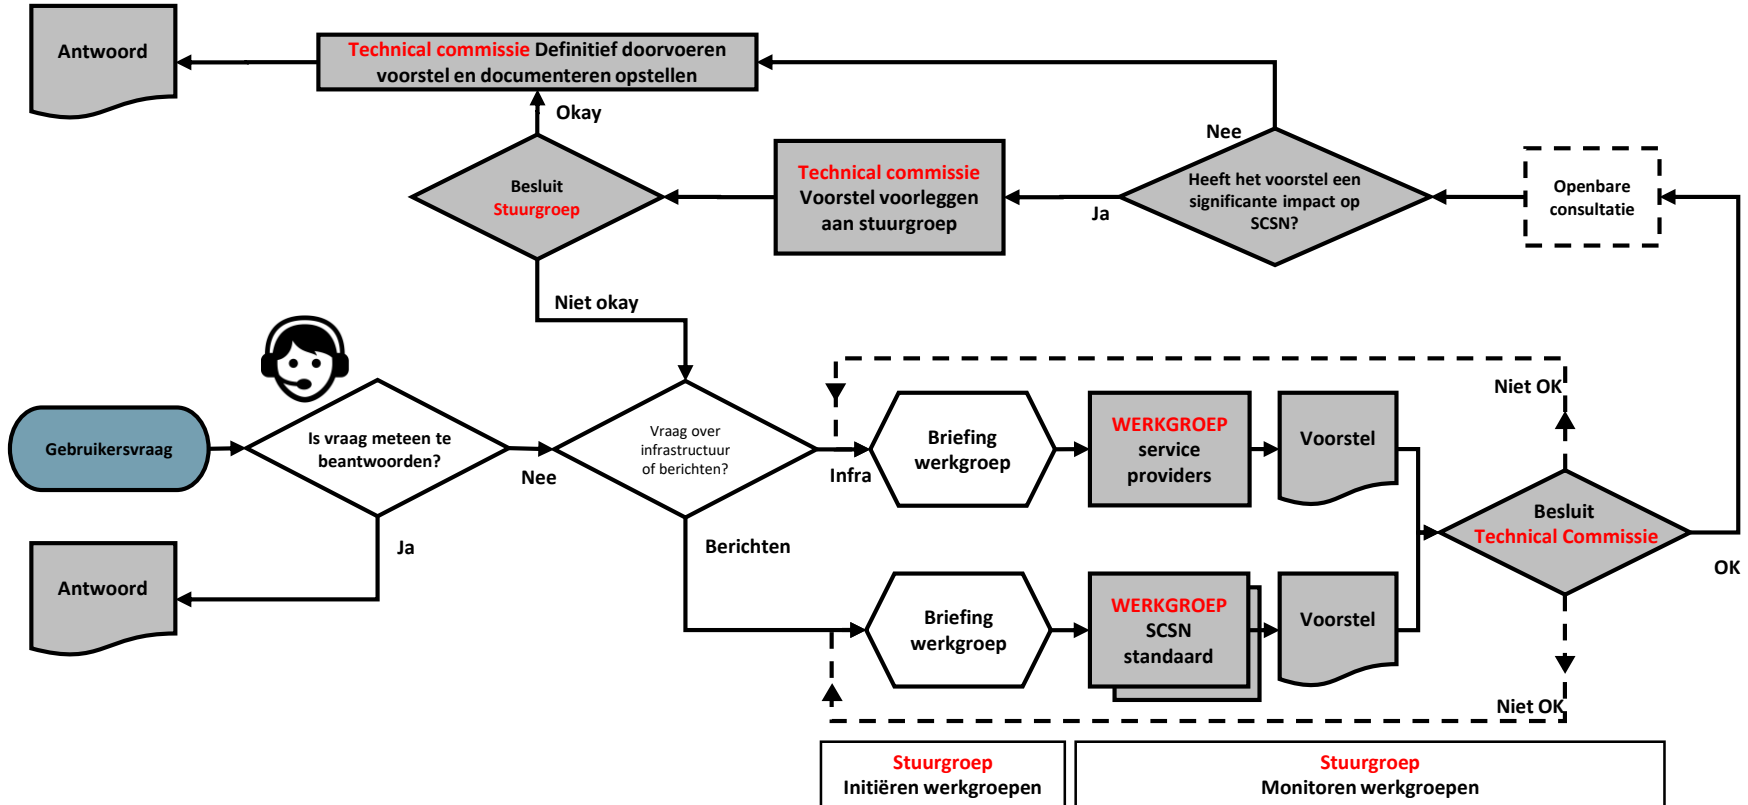 Antwoord
Technical commissie Definitief doorvoeren
voorstel en documenteren opstellen
Okay
Nee
Besluit
Stuurgroep
Technical commissie
Voorstel voorleggen
aan stuurgroep
Ja
Heeft het voorstel een
significante impact op
SCSN?
Openbare
consultatie
Niet okay
Niet OK
Gebruikersvraag
Is vraag meteen te
beantwoorden?
Nee
Vraag over
infrastructuur
of berichten?
Infra
Briefing
werkgroep
WERKGROEP
service
providers
Voorstel
Besluit
Technical Commissie
OK
Ja
Antwoord
Berichten
Briefing
werkgroep
WERKGROEP
SCSN
standaard
Voorstel
Niet OK
Stuurgroep
Initiëren werkgroepen
Stuurgroep
Monitoren werkgroepen